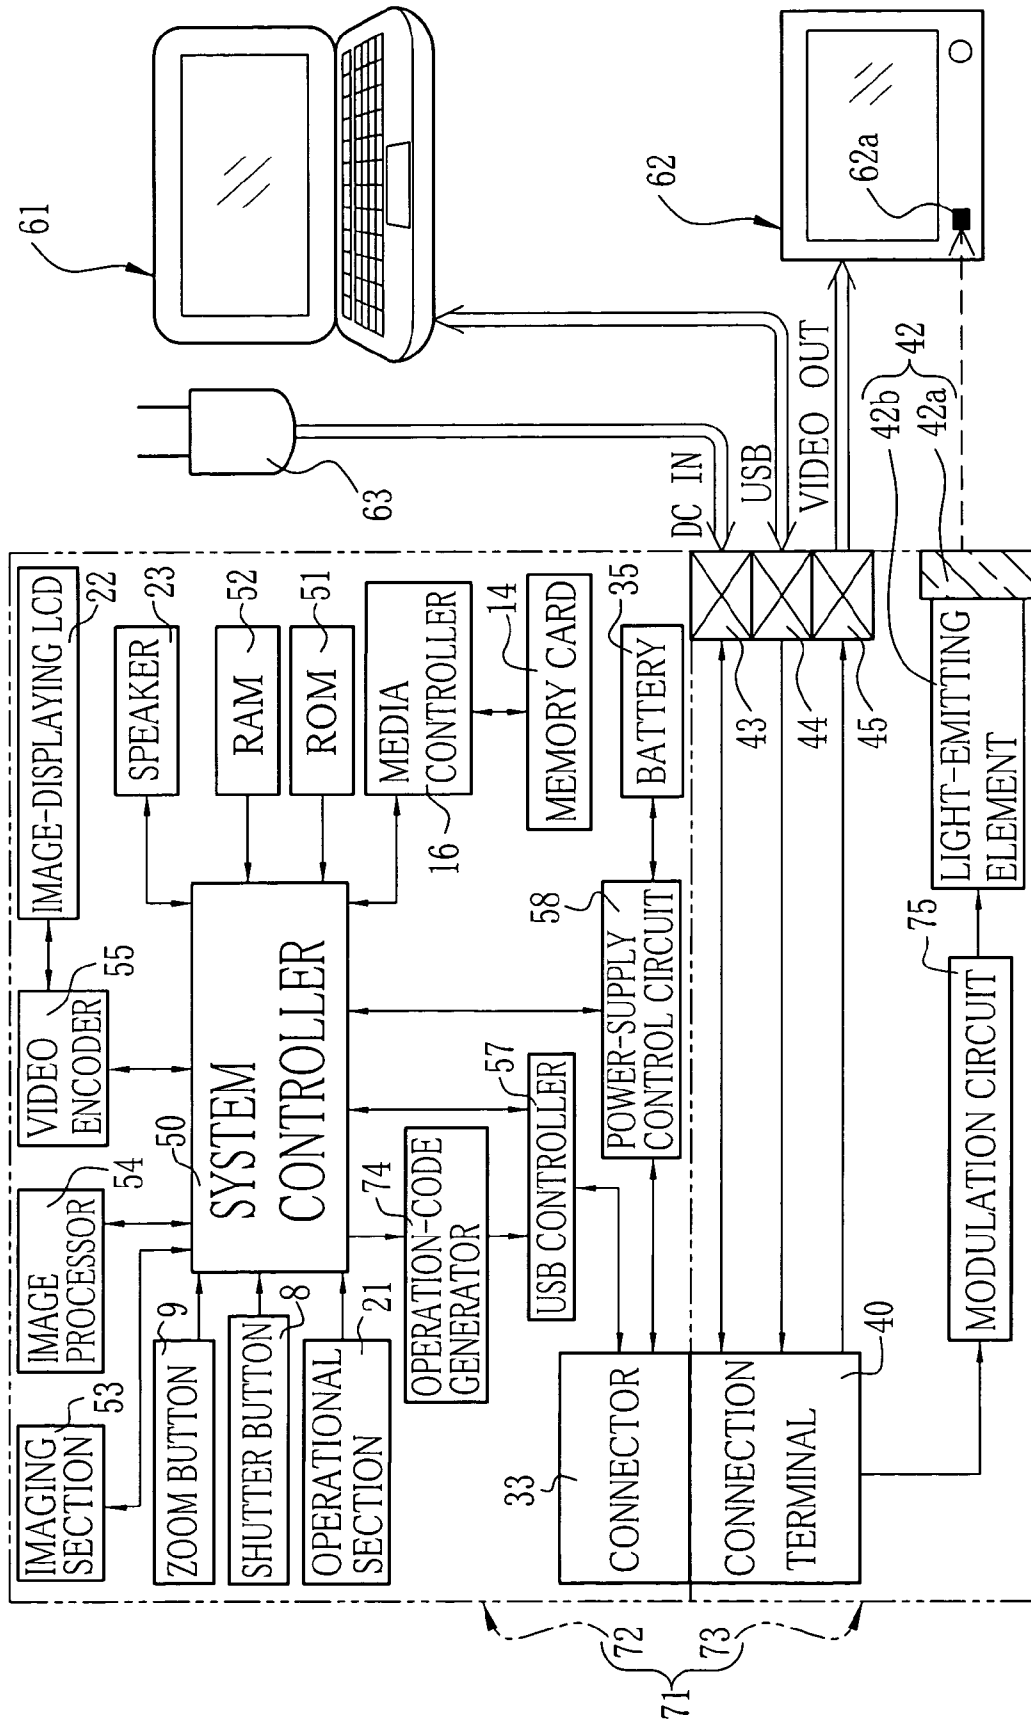 61
63
62
62a
42
42b
42a
DC IN
USB
VIDEO OUT
IMAGE-DISPLAYING LCD
22
SPEAKER
23
RAM
52
ROM
51
MEDIA
CONTROLLER
16
14
MEMORY CARD
35
BATTERY
43
44
45
LIGHT-EMITTING
ELEMENT
VIDEO
ENCODER
55
SYSTEM
CONTROLLER
50
58
POWER-SUPPLY
CONTROL CIRCUIT
57
USB CONTROLLER
74
OPERATION-CODE
GENERATOR
75
MODULATION CIRCUIT
IMAGE
PROCESSOR
54
IMAGING
SECTION
53
ZOOM BUTTON
9
SHUTTER BUTTON
8
OPERATIONAL
SECTION
21
33
CONNECTOR
CONNECTION
TERMINAL
40
72
73
71